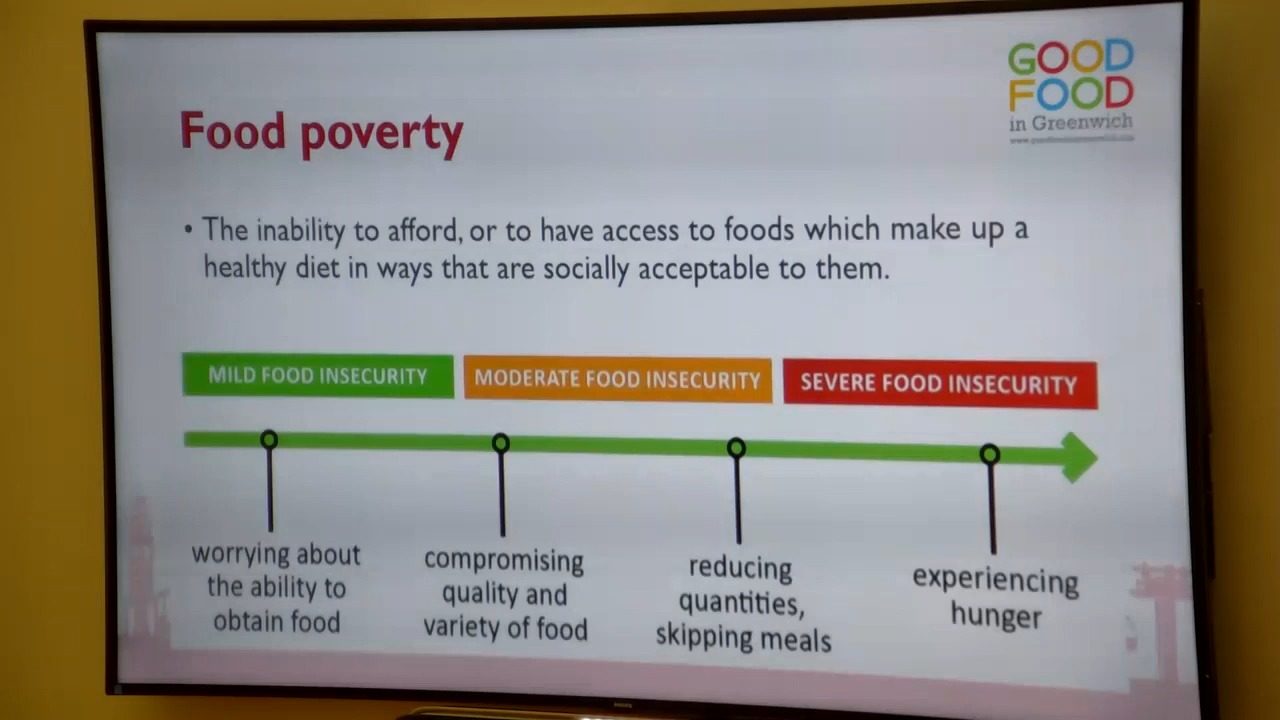 GOOD
FOOD
in Greenwich
Food poverty
• The inability to afford, or to have access to foods which make up a
healthy diet in ways that are socially acceptable to them.
MILD FOOD INSECURITY
MODERATE FOOD INSECURITY
SEVERE FOOD INSECURITY
worrying about
the ability to
obtain food
compromising
quality and
variety of food
reducing
quantities,
skipping meals
experiencing
hunger
PHILIPS